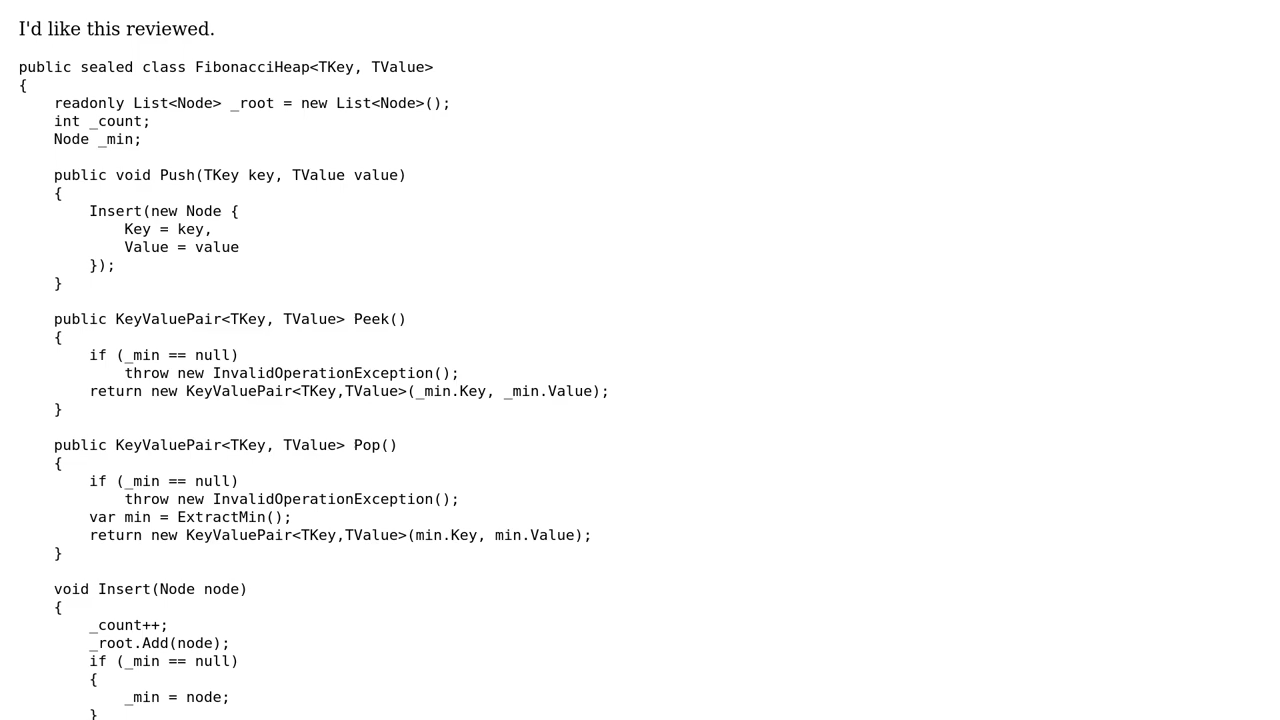 I'd like this reviewed.
public sealed class FibonacciHeap<TKey, TValue>
{
    readonly List<Node> _root = new List<Node>();
    int _count;
    Node _min;

    public void Push(TKey key, TValue value)
    {
        Insert(new Node {
            Key = key,
            Value = value
        });
    }

    public KeyValuePair<TKey, TValue> Peek()
    {
        if (_min == null)
            throw new InvalidOperationException();
        return new KeyValuePair<TKey,TValue>(_min.Key, _min.Value);
    }

    public KeyValuePair<TKey, TValue> Pop()
    {
        if (_min == null)
            throw new InvalidOperationException();
        var min = ExtractMin();
        return new KeyValuePair<TKey,TValue>(min.Key, min.Value);
    }

    void Insert(Node node)
    {
        _count++;
        _root.Add(node);
        if (_min == null)
        {
            _min = node;
        }